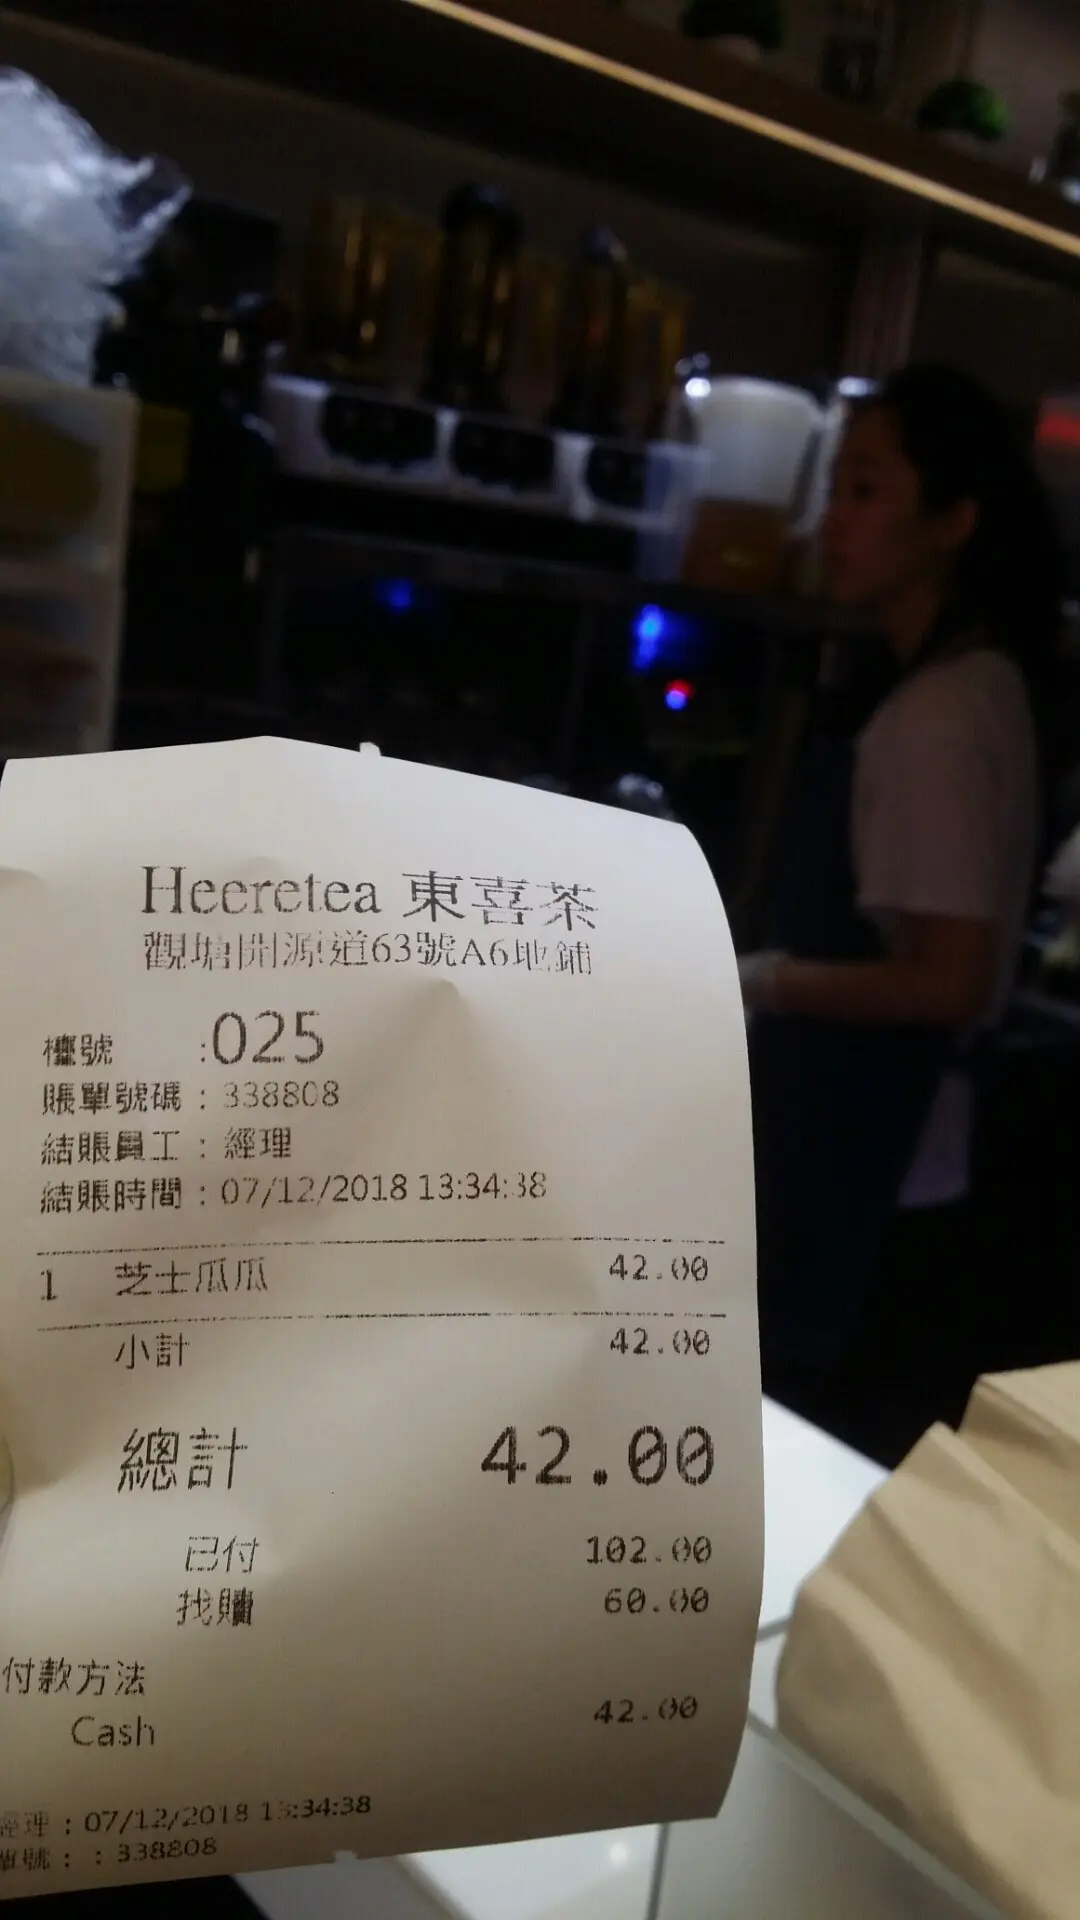 Heeretea 東喜茶
觀塘開源道63號A6地鋪
檯號 :025
賬單號碼 : 338808
結賬員工 : 經理
結賬時間 : 07/12/2018 13:34:38
1 芝士瓜瓜 42.00
小計 42.00
總計 42.00
已付 102.00
找贖 60.00
付款方法
Cash 42.00
經理 : 07/12/2018 13:34:38
單號 : : 338808